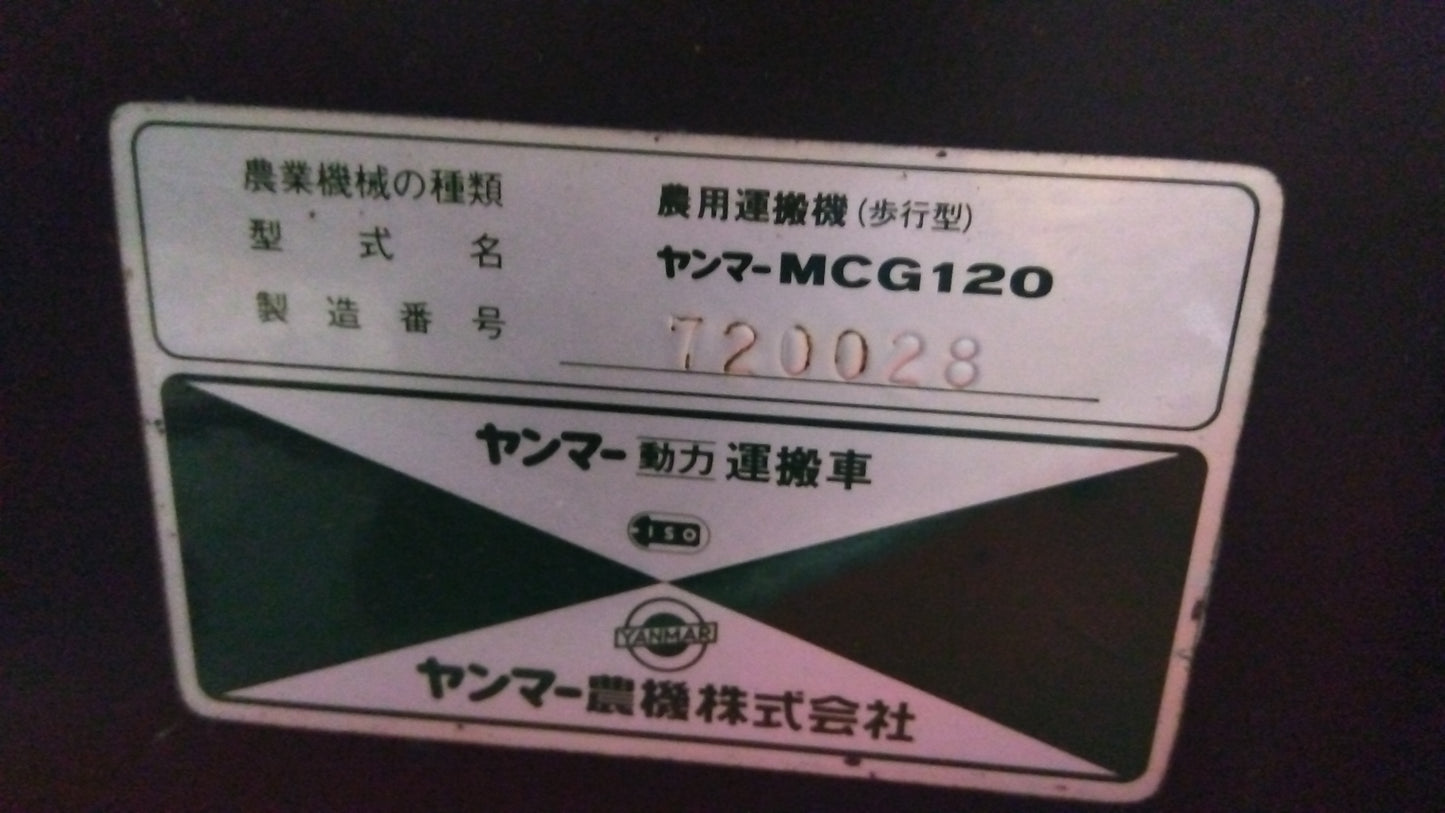 農業機械の種類 農用運搬機(歩行型)
型式名 ヤンマーMCG120
製造番号 720028
ヤンマー動力運搬車
ISO
YANMAR
ヤンマー農機株式会社